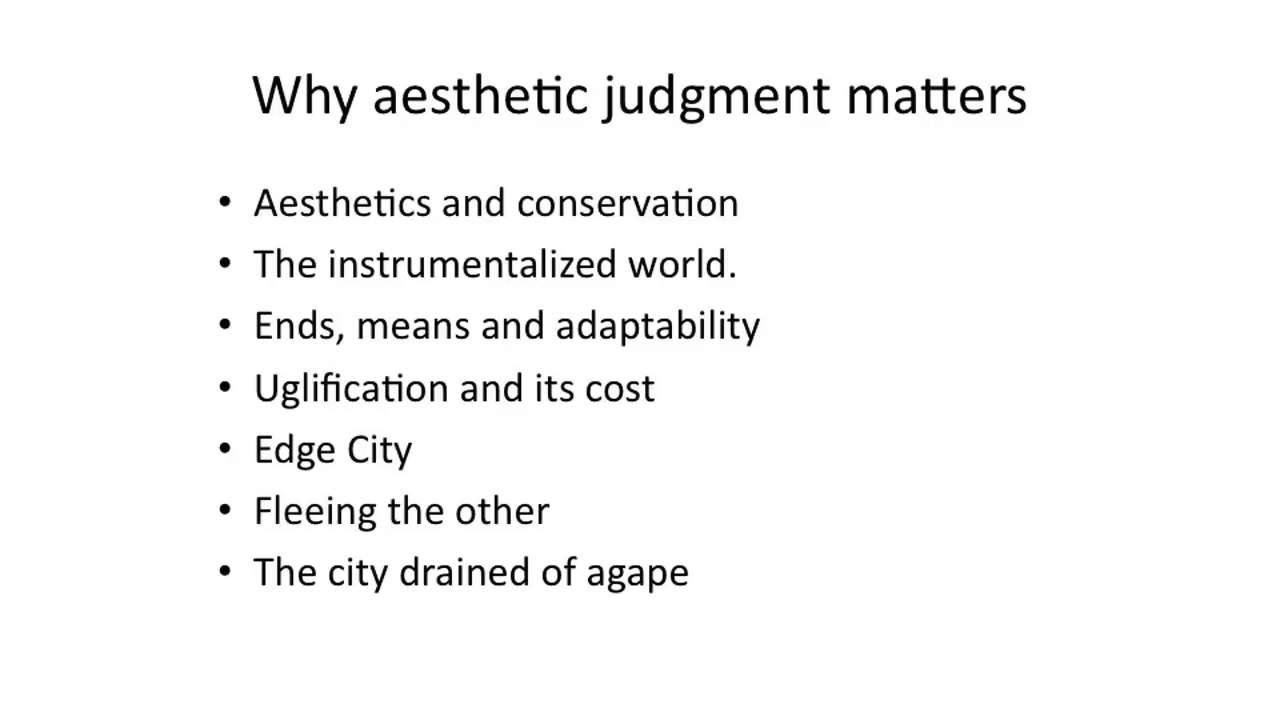 Why aesthetic judgment matters
• Aesthetics and conservation
• The instrumentalized world.
• Ends, means and adaptability
• Uglification and its cost
• Edge City
• Fleeing the other
• The city drained of agape